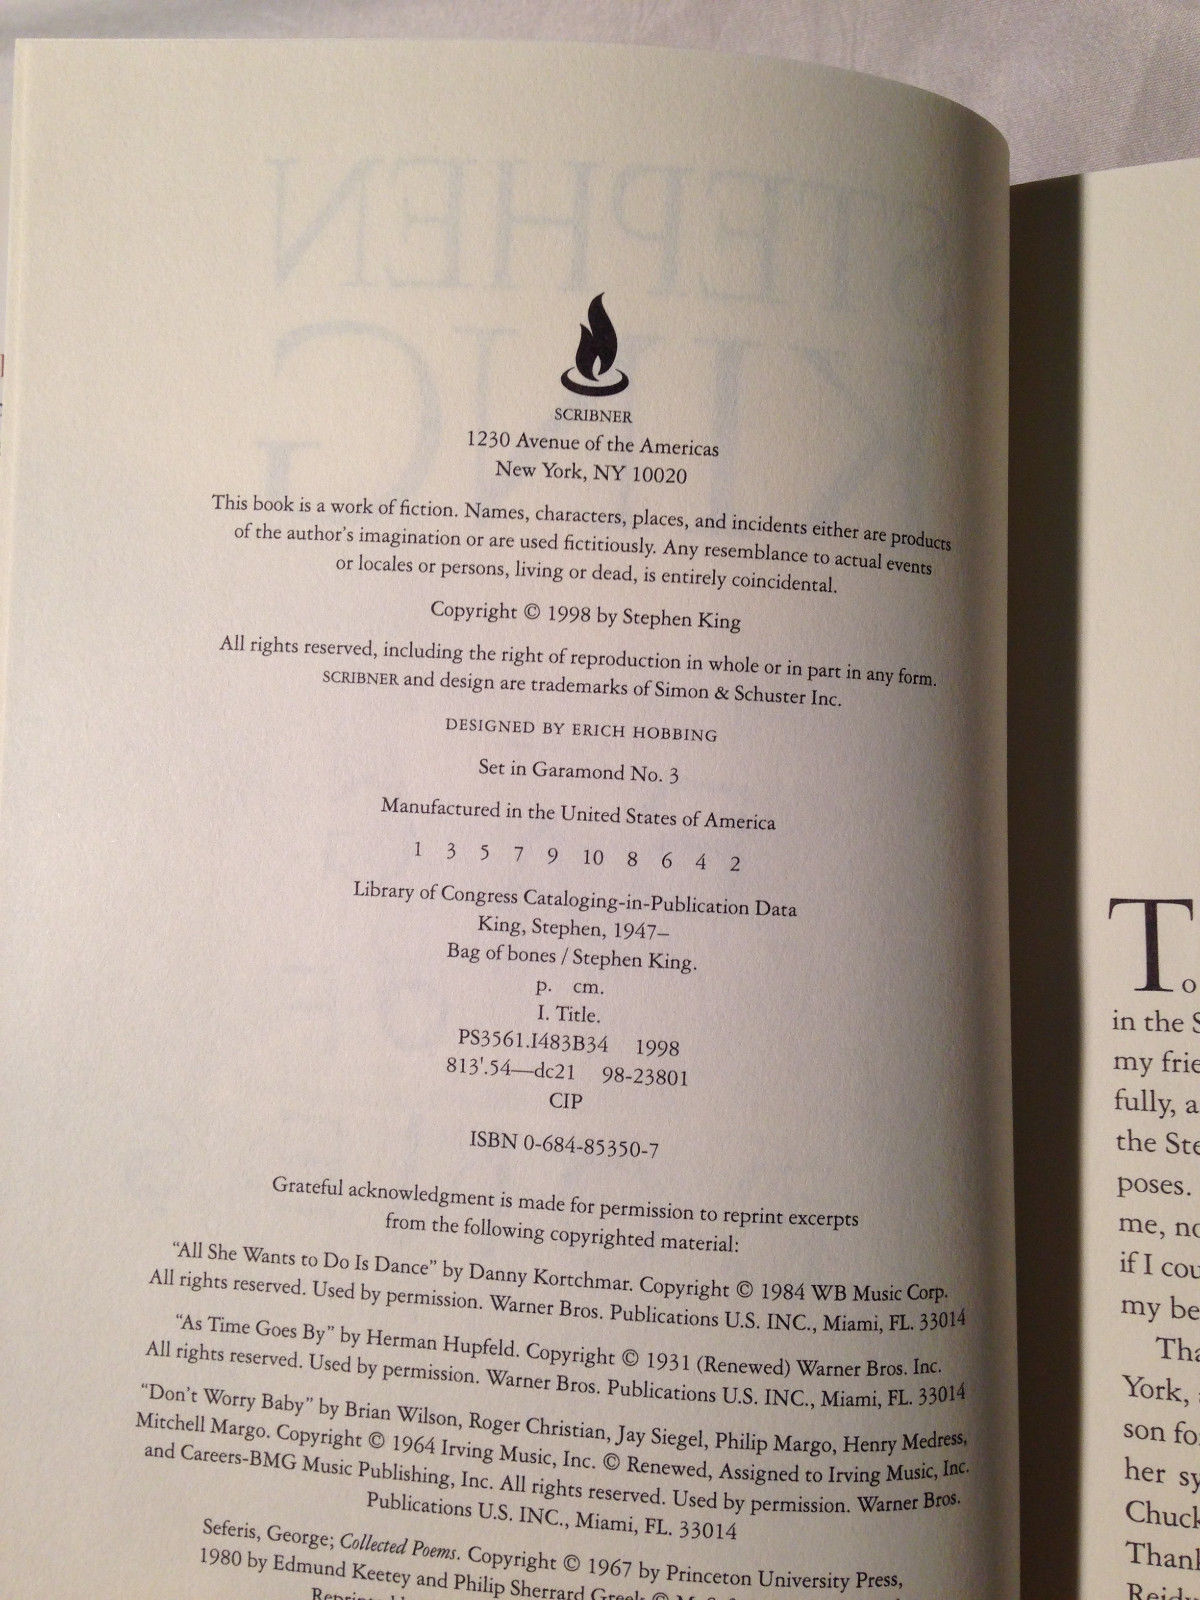 STEPHEN
KING
SCRIBNER
1230 Avenue of the Americas
New York, NY 10020
This book is a work of fiction. Names, characters, places, and incidents either are products
of the author's imagination or are used fictitiously. Any resemblance to actual events
or locales or persons, living or dead, is entirely coincidental.
Copyright © 1998 by Stephen King
All rights reserved, including the right of reproduction in whole or in part in any form.
SCRIBNER and design are trademarks of Simon & Schuster Inc.
DESIGNED BY ERICH HOBBING
Set in Garamond No. 3
Manufactured in the United States of America
1 3 5 7 9 10 8 6 4 2
Library of Congress Cataloging-in-Publication Data
King, Stephen, 1947–
Bag of bones / Stephen King.
p. cm.
I. Title.
PS3561.I483B34 1998
813'.54—dc21 98-23801
CIP
ISBN 0-684-85350-7
Grateful acknowledgment is made for permission to reprint excerpts
from the following copyrighted material:
"All She Wants to Do Is Dance" by Danny Kortchmar. Copyright © 1984 WB Music Corp.
All rights reserved. Used by permission. Warner Bros. Publications U.S. INC., Miami, FL. 33014
"As Time Goes By" by Herman Hupfeld. Copyright © 1931 (Renewed) Warner Bros. Inc.
All rights reserved. Used by permission. Warner Bros. Publications U.S. INC., Miami, FL. 33014
"Don't Worry Baby" by Brian Wilson, Roger Christian, Jay Siegel, Philip Margo, Henry Medress,
Mitchell Margo. Copyright © 1964 Irving Music, Inc. © Renewed, Assigned to Irving Music, Inc.
and Careers-BMG Music Publishing, Inc. All rights reserved. Used by permission. Warner Bros.
Publications U.S. INC., Miami, FL. 33014
Seferis, George; Collected Poems. Copyright © 1967 by Princeton University Press,
1980 by Edmund Keetey and Philip Sherrard
To
in the
my
fully, a
the
poses.
me,
if I
my
York,
son
her